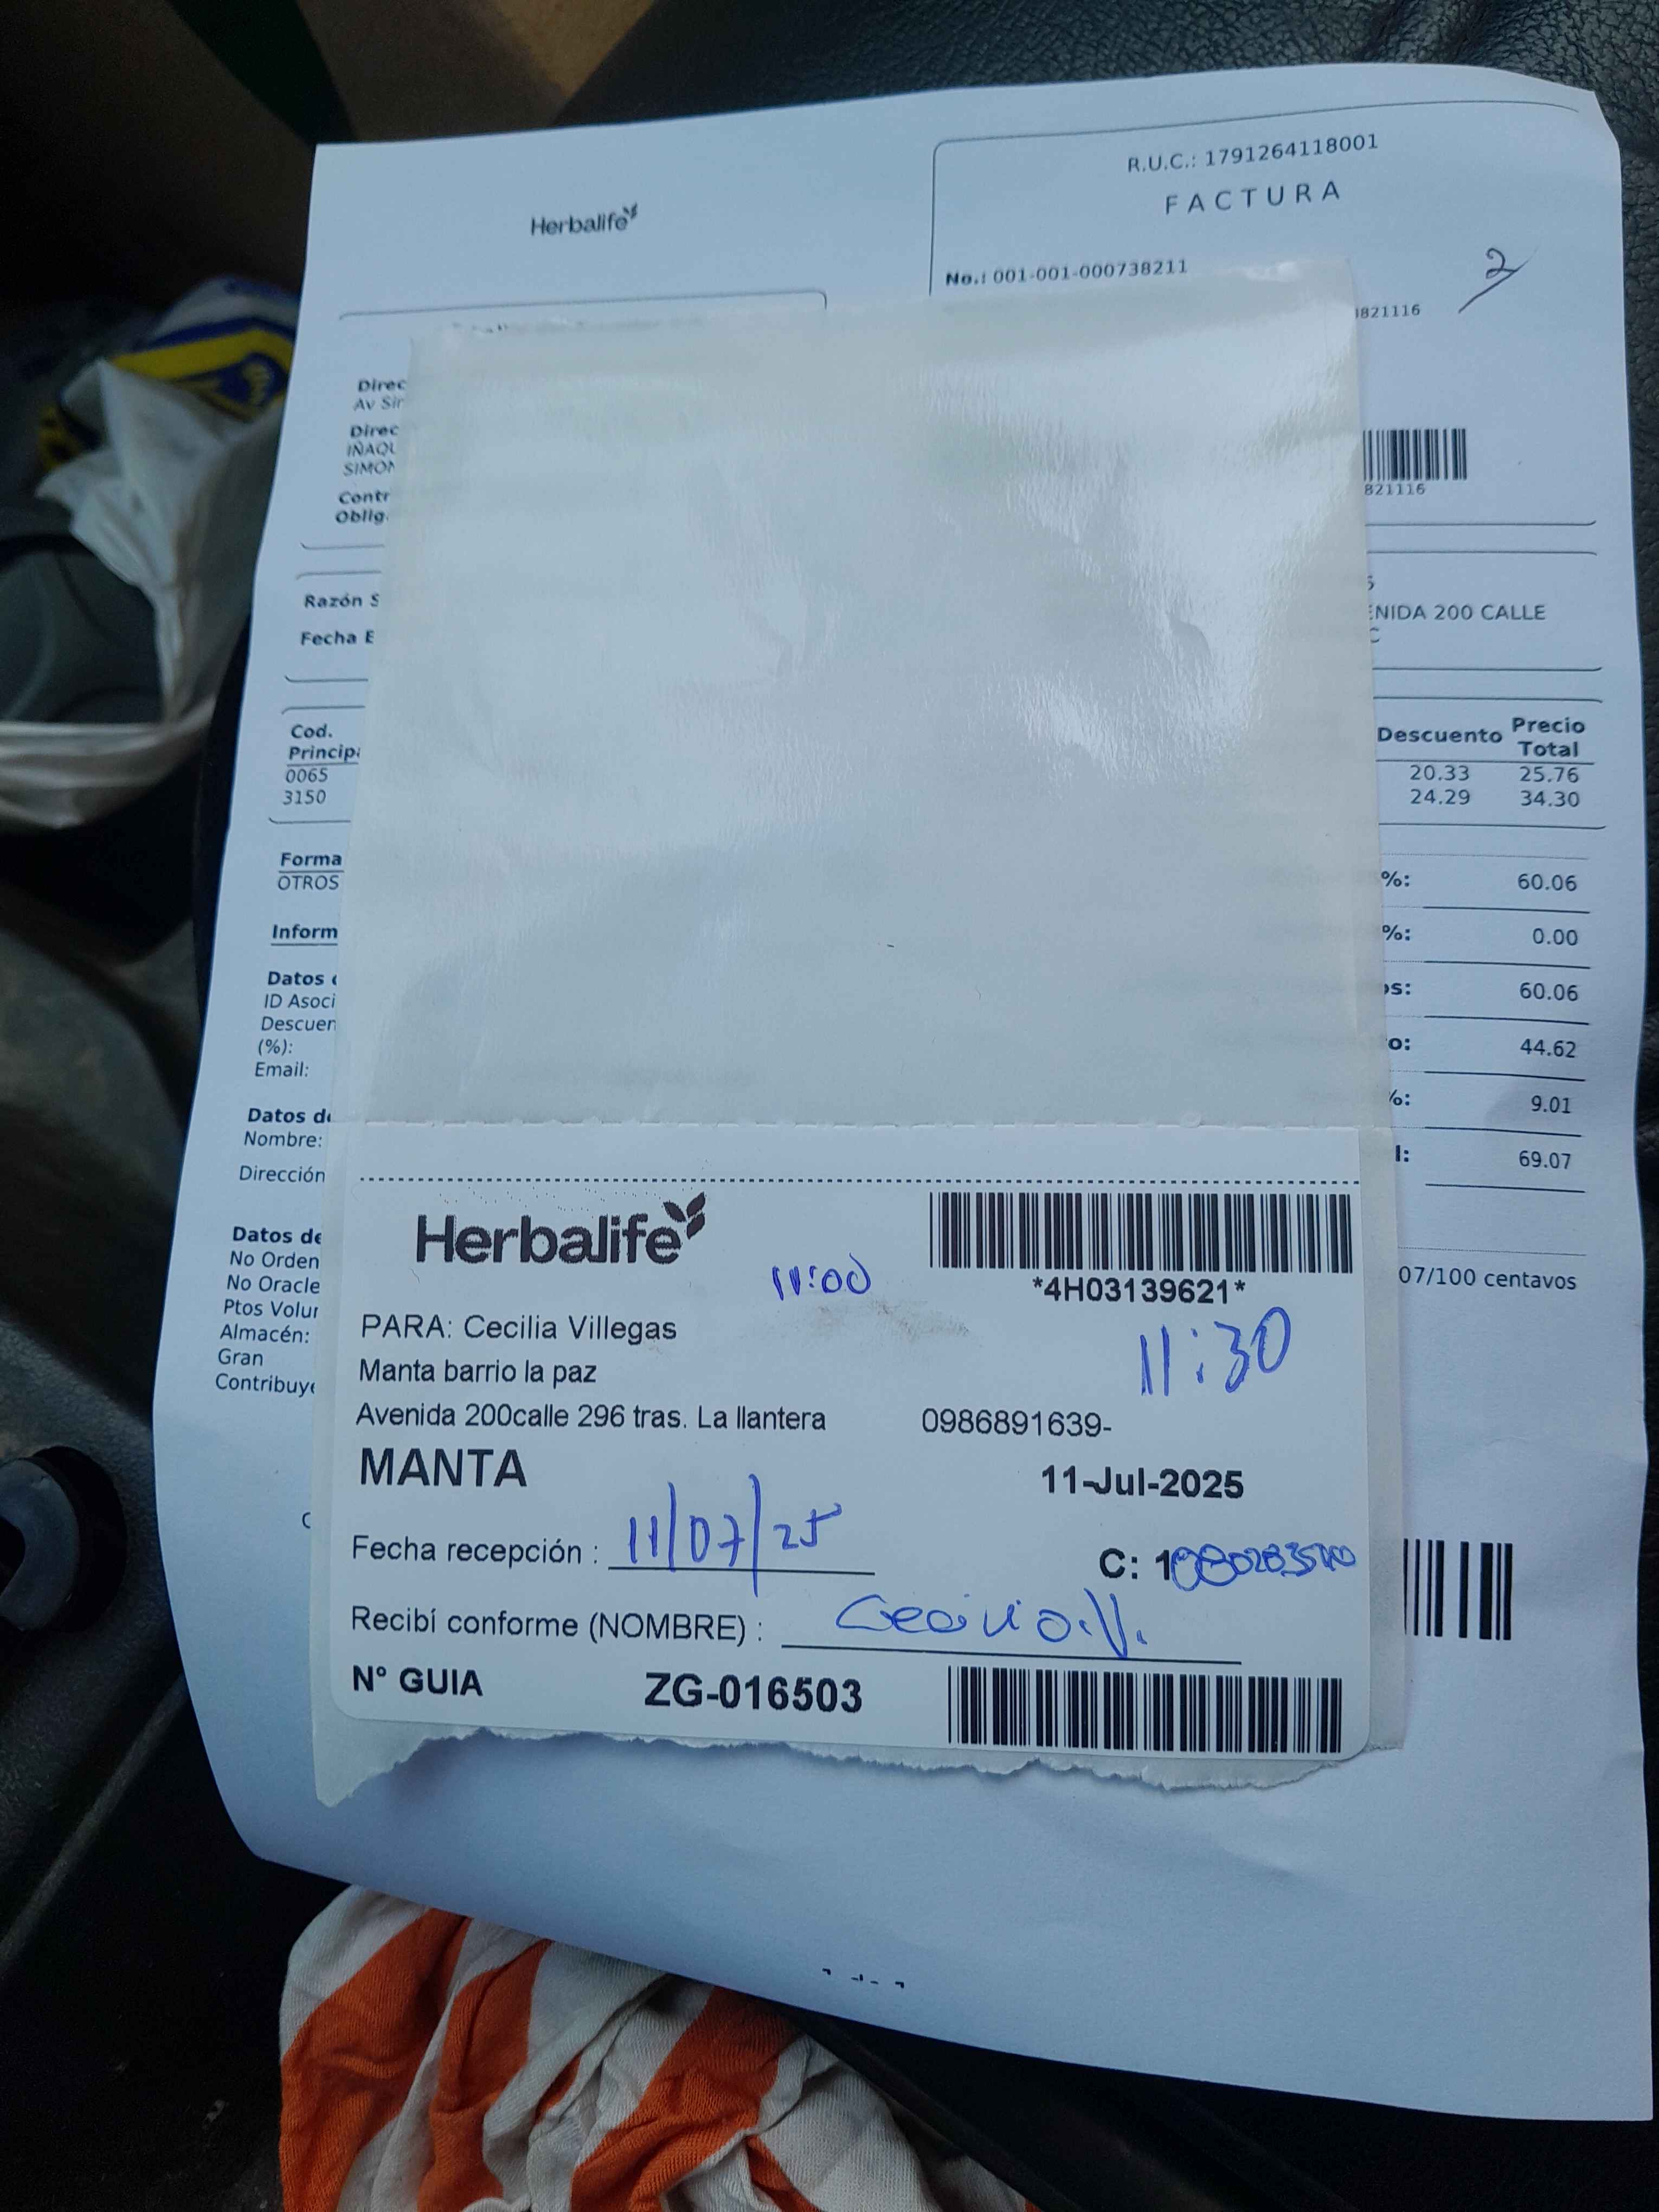 Herbalife
R.U.C.: 1791264118001
FACTURA
No.: 001-001-000738211
2
821116
Direc
Av Sir
Direc
IÑAQU
SIMON
Contr
Oblig
821116
Razón S
Fecha E
NIDA 200 CALLE
Cod.
Principa
Descuento
Precio
Total
0065 20.33 25.76
3150 24.29 34.30
Forma
OTROS
%: 60.06
Inform
%: 0.00
Datos
ID Asoci
s: 60.06
Descuen
(%):
o: 44.62
Email:
Datos de
%: 9.01
Nombre:
Dirección
l: 69.07
Datos de
No Orden
No Oracle
Ptos Volu
Almacén:
Gran
Contribuye
07/100 centavos
Herbalife
*4H03139621*
11:00
PARA: Cecilia Villegas
11:30
Manta barrio la paz
Avenida 200calle 296 tras. La llantera 0986891639-
MANTA 11-Jul-2025
Fecha recepción : 11/07/25 C: 1
Recibí conforme (NOMBRE) : Cecilia.V.
N° GUIA ZG-016503